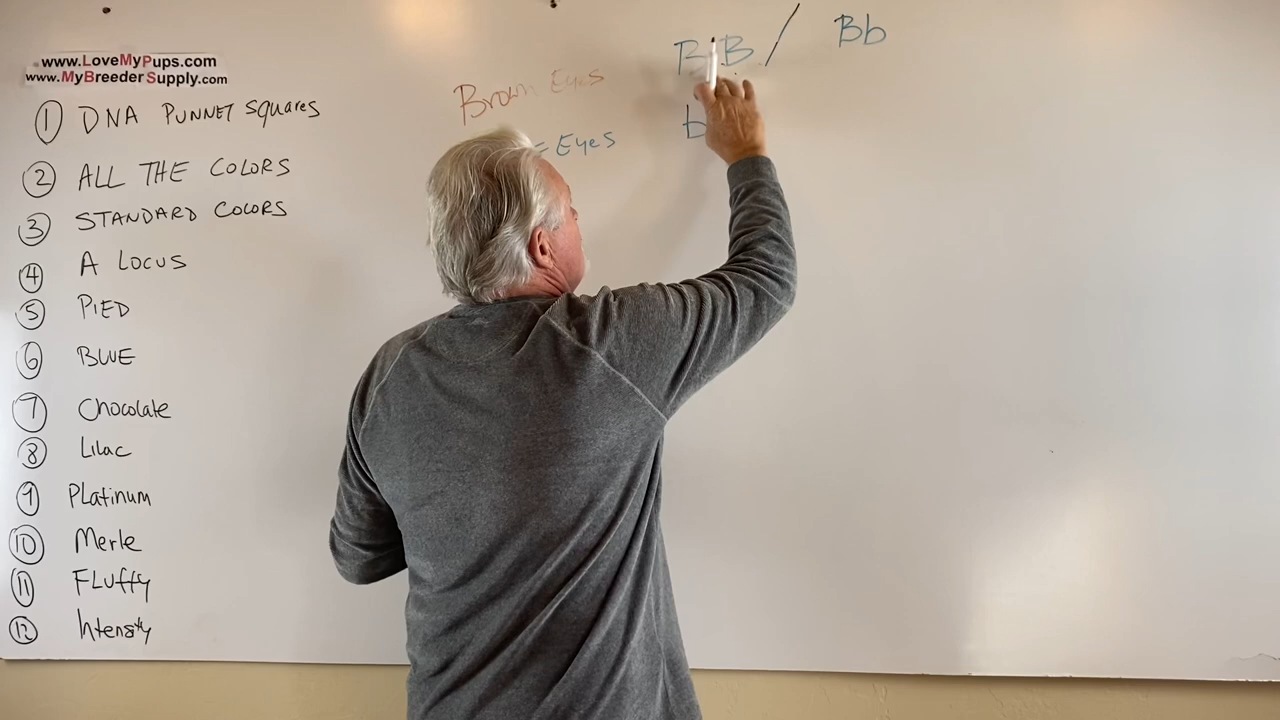 www.LoveMyPups.com
www.MyBreederSupply.com
1 DNA PUNNET SQUARES
2 ALL THE COLORS
3 STANDARD COLORS
4 A LOCUS
5 PIED
6 BLUE
7 Chocolate
8 Lilac
9 Platinum
10 Merle
11 FLuffy
12 Intensity
Brown Eyes
= Eyes
B B / Bb
b